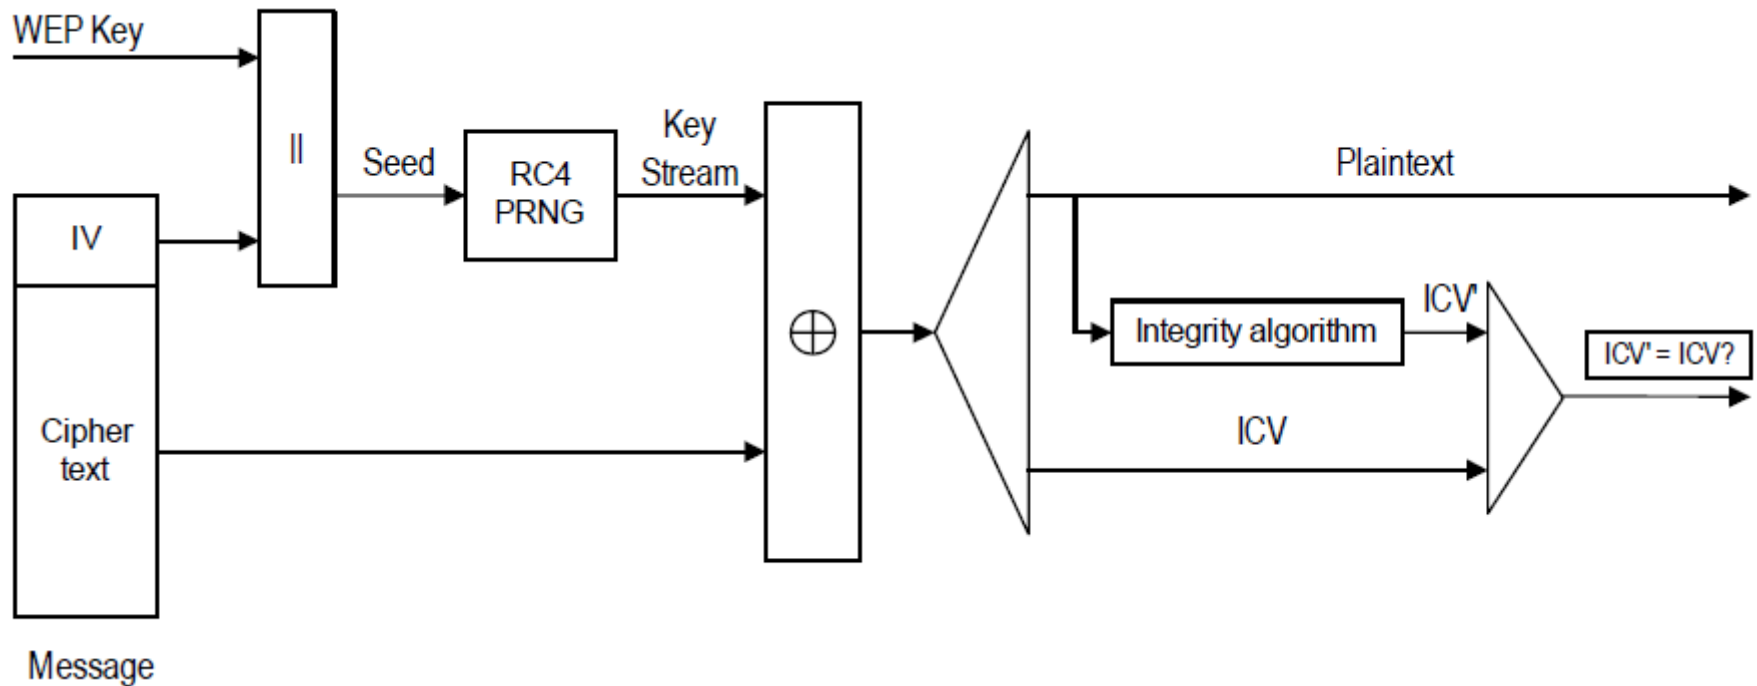 WEP Key
||
Seed
RC4
PRNG
Key
Stream
IV
Cipher
text
Message
Plaintext
Integrity algorithm
ICV'
ICV
ICV' = ICV?